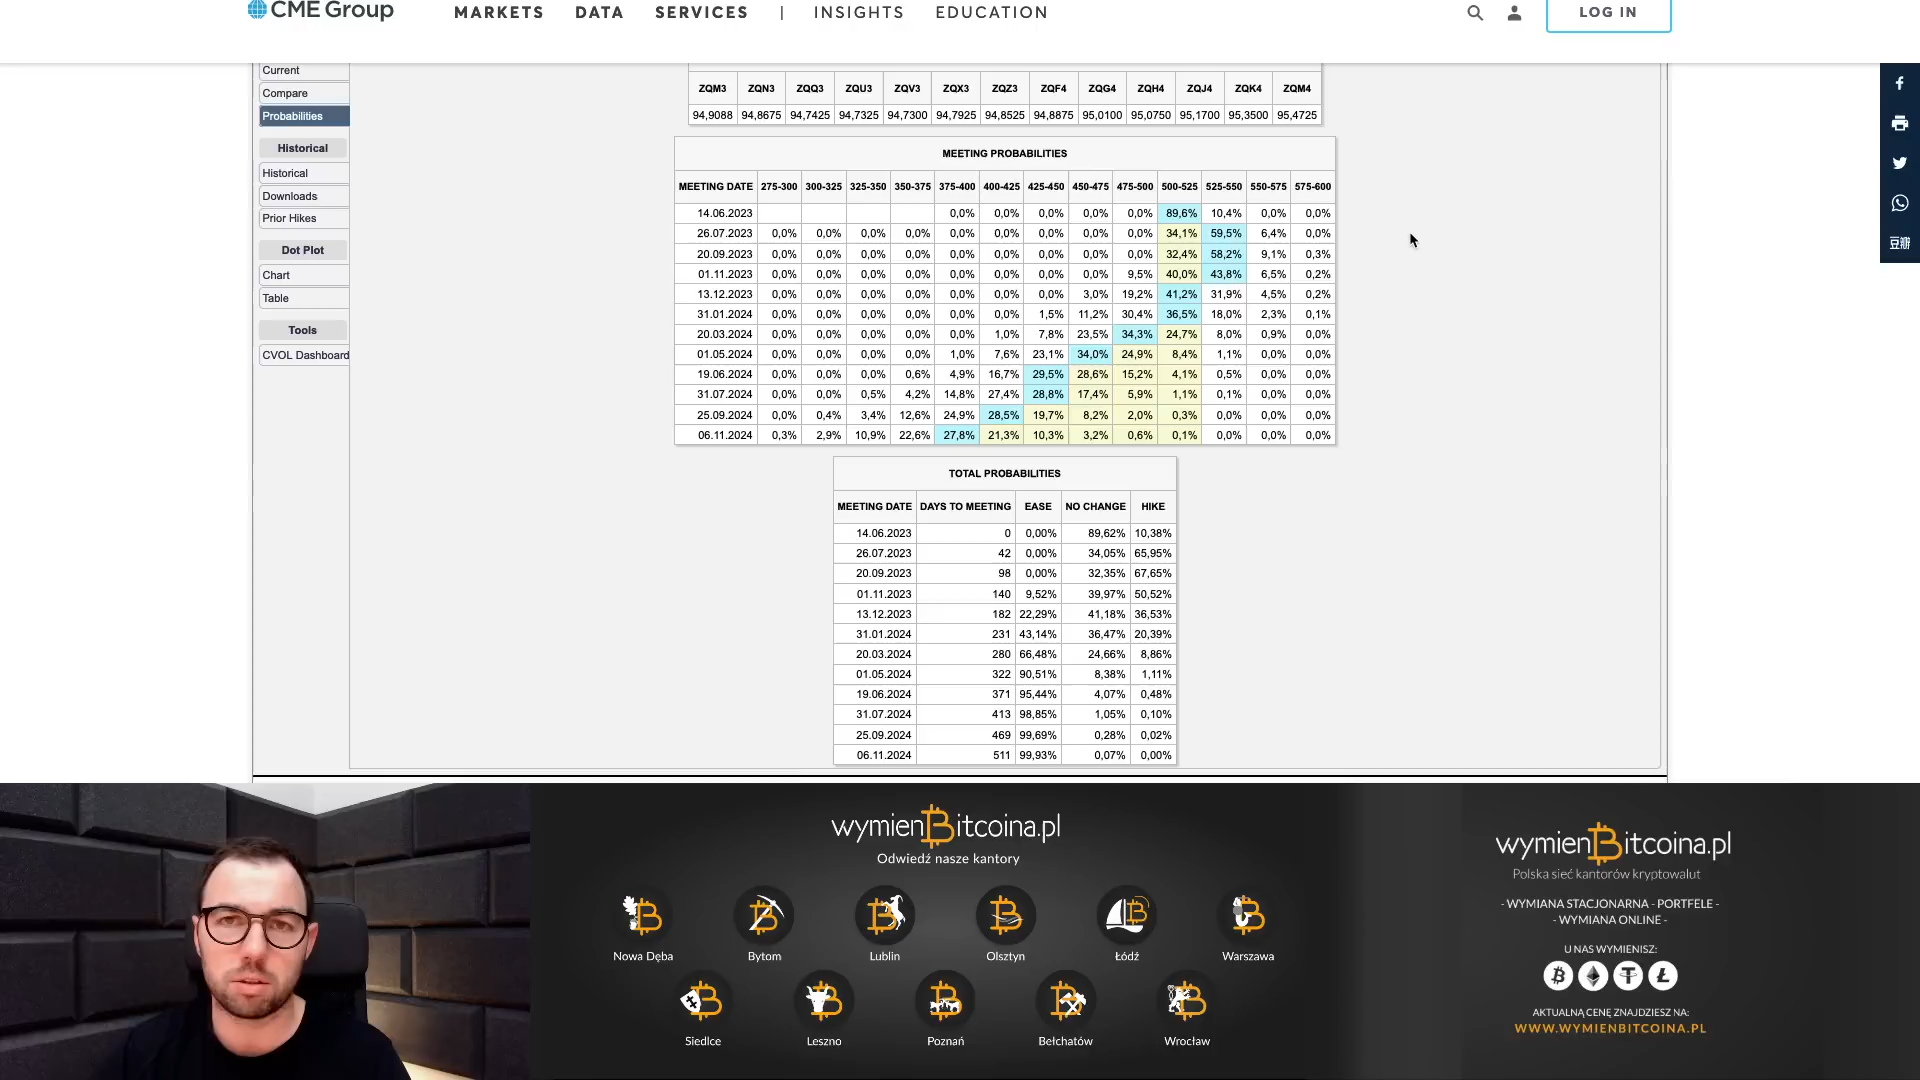 CME Group
MARKETS DATA SERVICES | INSIGHTS EDUCATION
LOG IN
Current
Compare
Probabilities
Historical
Historical
Downloads
Prior Hikes
Dot Plot
Chart
Table
Tools
CVOL Dashboard
ZQM3 ZQN3 ZQQ3 ZQU3 ZQV3 ZQX3 ZQZ3 ZQF4 ZQG4 ZQH4 ZQJ4 ZQK4 ZQM4
94,9088 94,8675 94,7425 94,7325 94,7300 94,7925 94,8525 94,8875 95,0100 95,0750 95,1700 95,3500 95,4725
MEETING PROBABILITIES
MEETING DATE 275-300 300-325 325-350 350-375 375-400 400-425 425-450 450-475 475-500 500-525 525-550 550-575 575-600
14.06.2023 0,0% 0,0% 0,0% 0,0% 0,0% 89,6% 10,4% 0,0% 0,0%
26.07.2023 0,0% 0,0% 0,0% 0,0% 0,0% 0,0% 0,0% 0,0% 0,0% 34,1% 59,5% 6,4% 0,0%
20.09.2023 0,0% 0,0% 0,0% 0,0% 0,0% 0,0% 0,0% 0,0% 0,0% 32,4% 58,2% 9,1% 0,3%
01.11.2023 0,0% 0,0% 0,0% 0,0% 0,0% 0,0% 0,0% 0,0% 9,5% 40,0% 43,8% 6,5% 0,2%
13.12.2023 0,0% 0,0% 0,0% 0,0% 0,0% 0,0% 0,0% 3,0% 19,2% 41,2% 31,9% 4,5% 0,2%
31.01.2024 0,0% 0,0% 0,0% 0,0% 0,0% 0,0% 1,5% 11,2% 30,4% 36,5% 18,0% 2,3% 0,1%
20.03.2024 0,0% 0,0% 0,0% 0,0% 0,0% 1,0% 7,8% 23,5% 34,3% 24,7% 8,0% 0,9% 0,0%
01.05.2024 0,0% 0,0% 0,0% 0,0% 1,0% 7,6% 23,1% 34,0% 24,9% 8,4% 1,1% 0,0% 0,0%
19.06.2024 0,0% 0,0% 0,0% 0,6% 4,9% 16,7% 29,5% 28,6% 15,2% 4,1% 0,5% 0,0% 0,0%
31.07.2024 0,0% 0,0% 0,5% 4,2% 14,8% 27,4% 28,8% 17,4% 5,9% 1,1% 0,1% 0,0% 0,0%
25.09.2024 0,0% 0,4% 3,4% 12,6% 24,9% 28,5% 19,7% 8,2% 2,0% 0,3% 0,0% 0,0% 0,0%
06.11.2024 0,3% 2,9% 10,9% 22,6% 27,8% 21,3% 10,3% 3,2% 0,6% 0,1% 0,0% 0,0% 0,0%
TOTAL PROBABILITIES
MEETING DATE DAYS TO MEETING EASE NO CHANGE HIKE
14.06.2023 0 0,00% 89,62% 10,38%
26.07.2023 42 0,00% 34,05% 65,95%
20.09.2023 98 0,00% 32,35% 67,65%
01.11.2023 140 9,52% 39,97% 50,52%
13.12.2023 182 22,29% 41,18% 36,53%
31.01.2024 231 43,14% 36,47% 20,39%
20.03.2024 280 66,48% 24,66% 8,86%
01.05.2024 322 90,51% 8,38% 1,11%
19.06.2024 371 95,44% 4,07% 0,48%
31.07.2024 413 98,85% 1,05% 0,10%
25.09.2024 469 99,69% 0,28% 0,02%
06.11.2024 511 99,93% 0,07% 0,00%
豆瓣
wymienBitcoina.pl
Odwiedź nasze kantory
Nowa Dęba Bytom Lublin Olsztyn Łódź Warszawa
Siedlce Leszno Poznań Bełchatów Wrocław
wymienBitcoina.pl
Polska sieć kantorów kryptowalut
- WYMIANA STACJONARNA - PORTFELE -
- WYMIANA ONLINE -
U NAS WYMIENISZ:
AKTUALNĄ CENĘ ZNAJDZIESZ NA:
WWW.WYMIENBITCOINA.PL